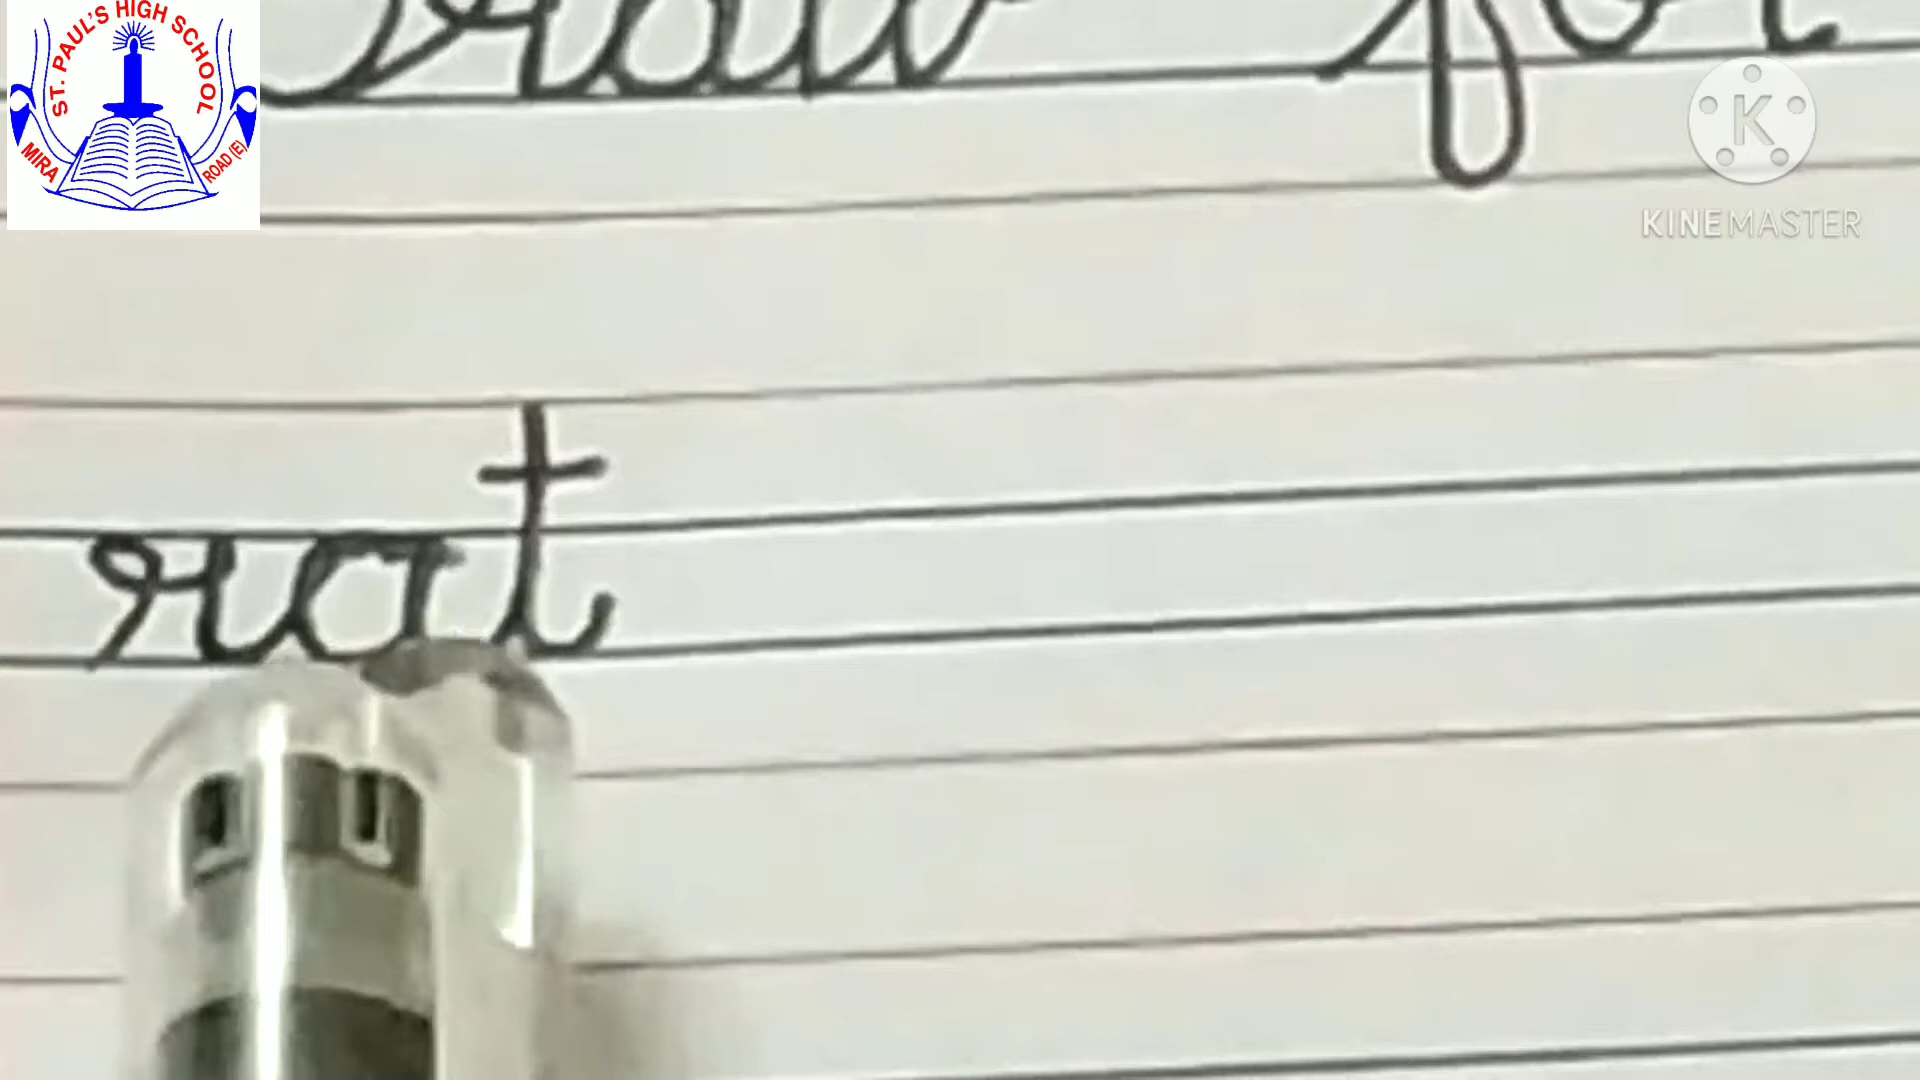 ST. PAUL'S HIGH SCHOOL
MIRA ROAD (E)
K
KINEMASTER
for
rat